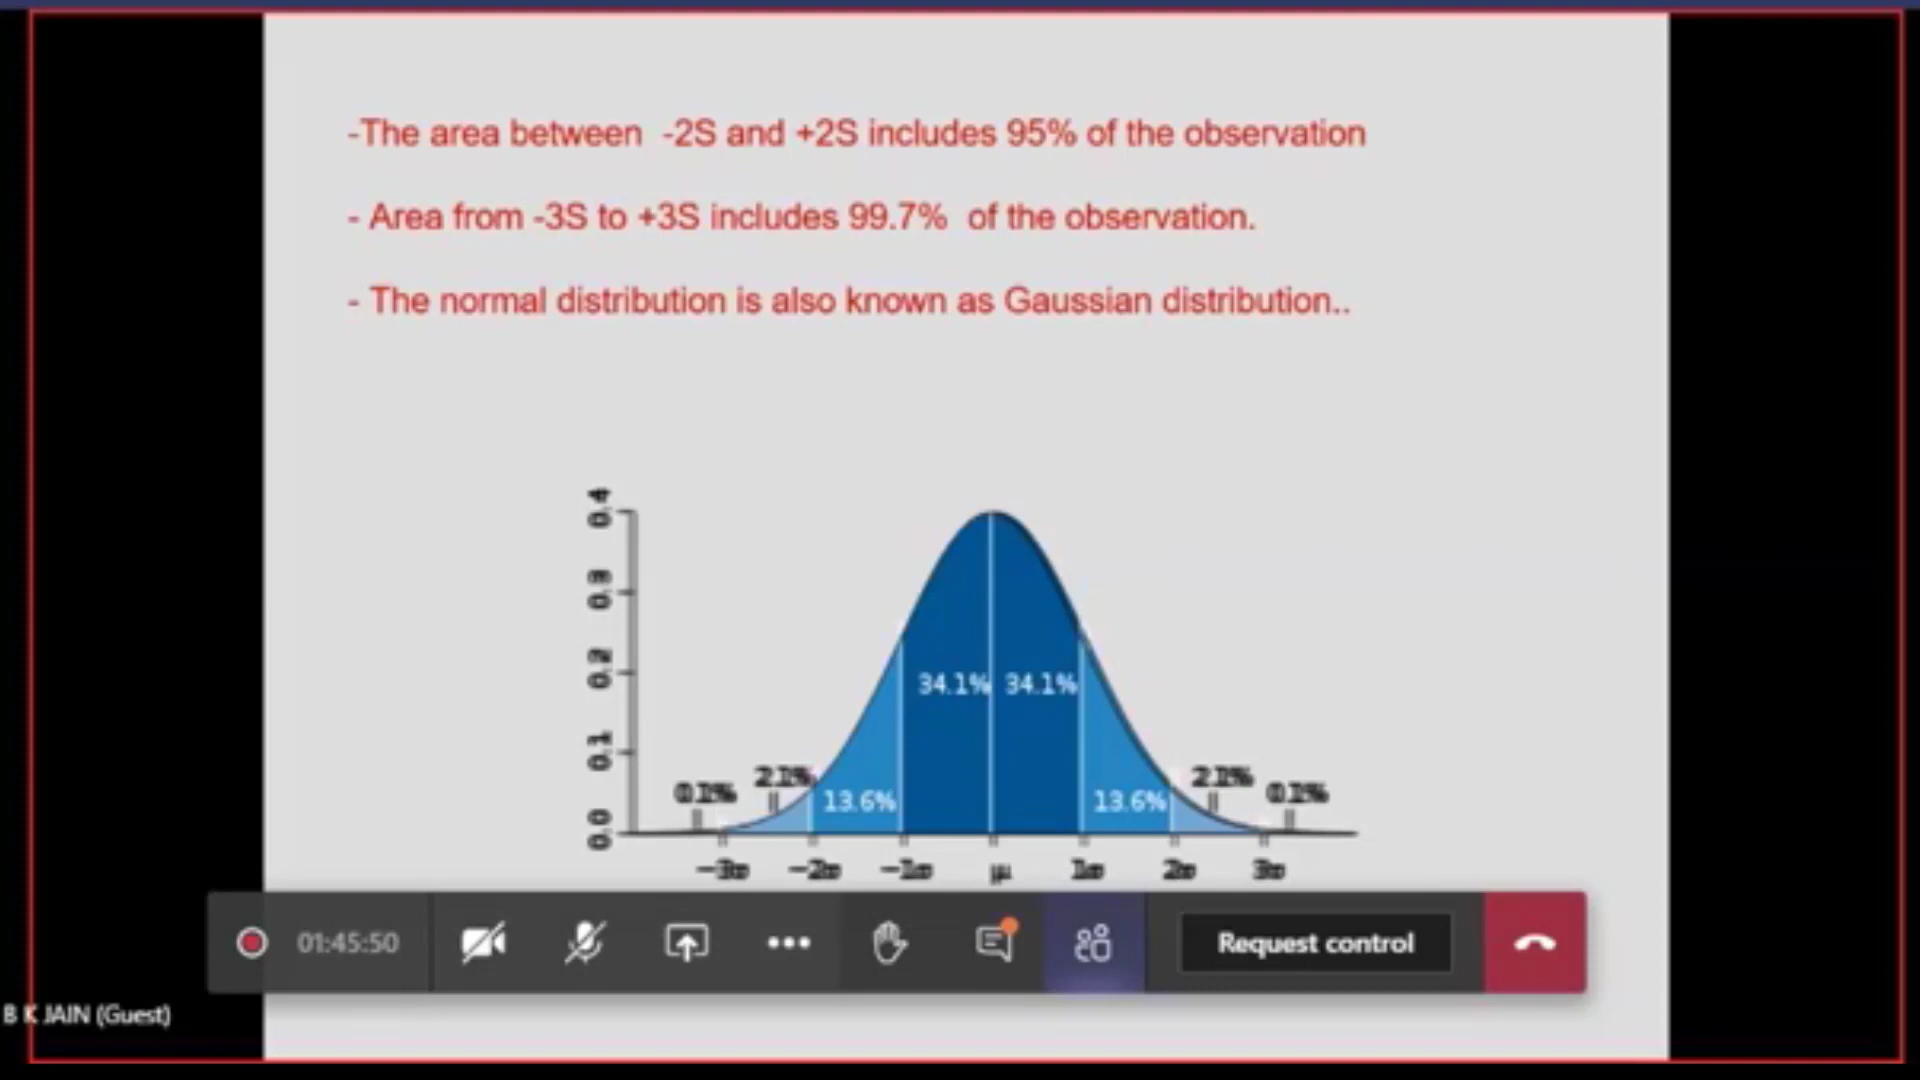 -The area between -2S and +2S includes 95% of the observation
- Area from -3S to +3S includes 99.7% of the observation.
- The normal distribution is also known as Gaussian distribution..
0.4
0.3
0.2
0.1
0.0
34.1% 34.1%
0.1% 2.1% 13.6% 13.6% 2.1% 0.1%
−3σ −2σ −1σ μ 1σ 2σ 3σ
01:45:50 Request control
B K JAIN (Guest)